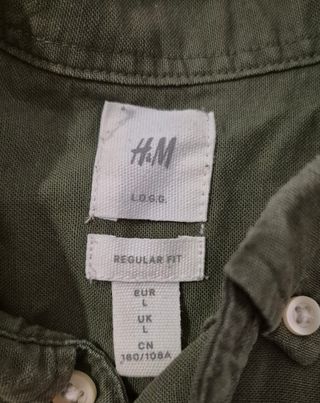 H&M
L.O.G.G.
REGULAR FIT
EUR
L
UK
L
CN
180/108A